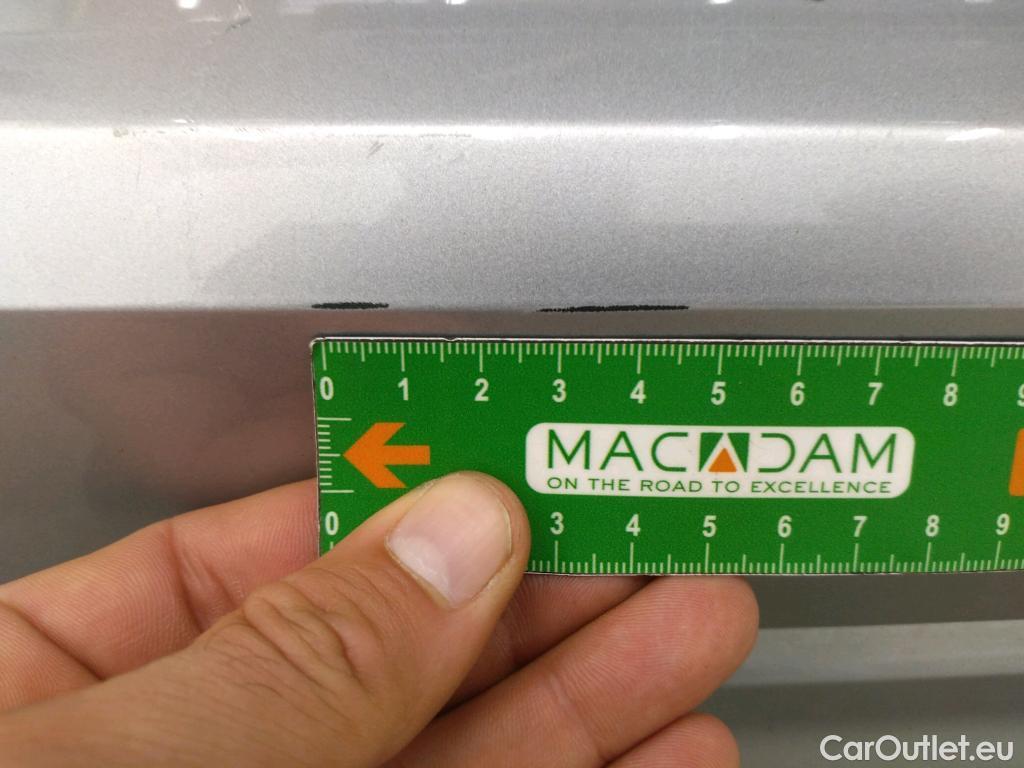 0 1 2 3 4 5 6 7 8 9
MACADAM
ON THE ROAD TO EXCELLENCE
0 3 4 5 6 7 8 9
CarOutlet.eu